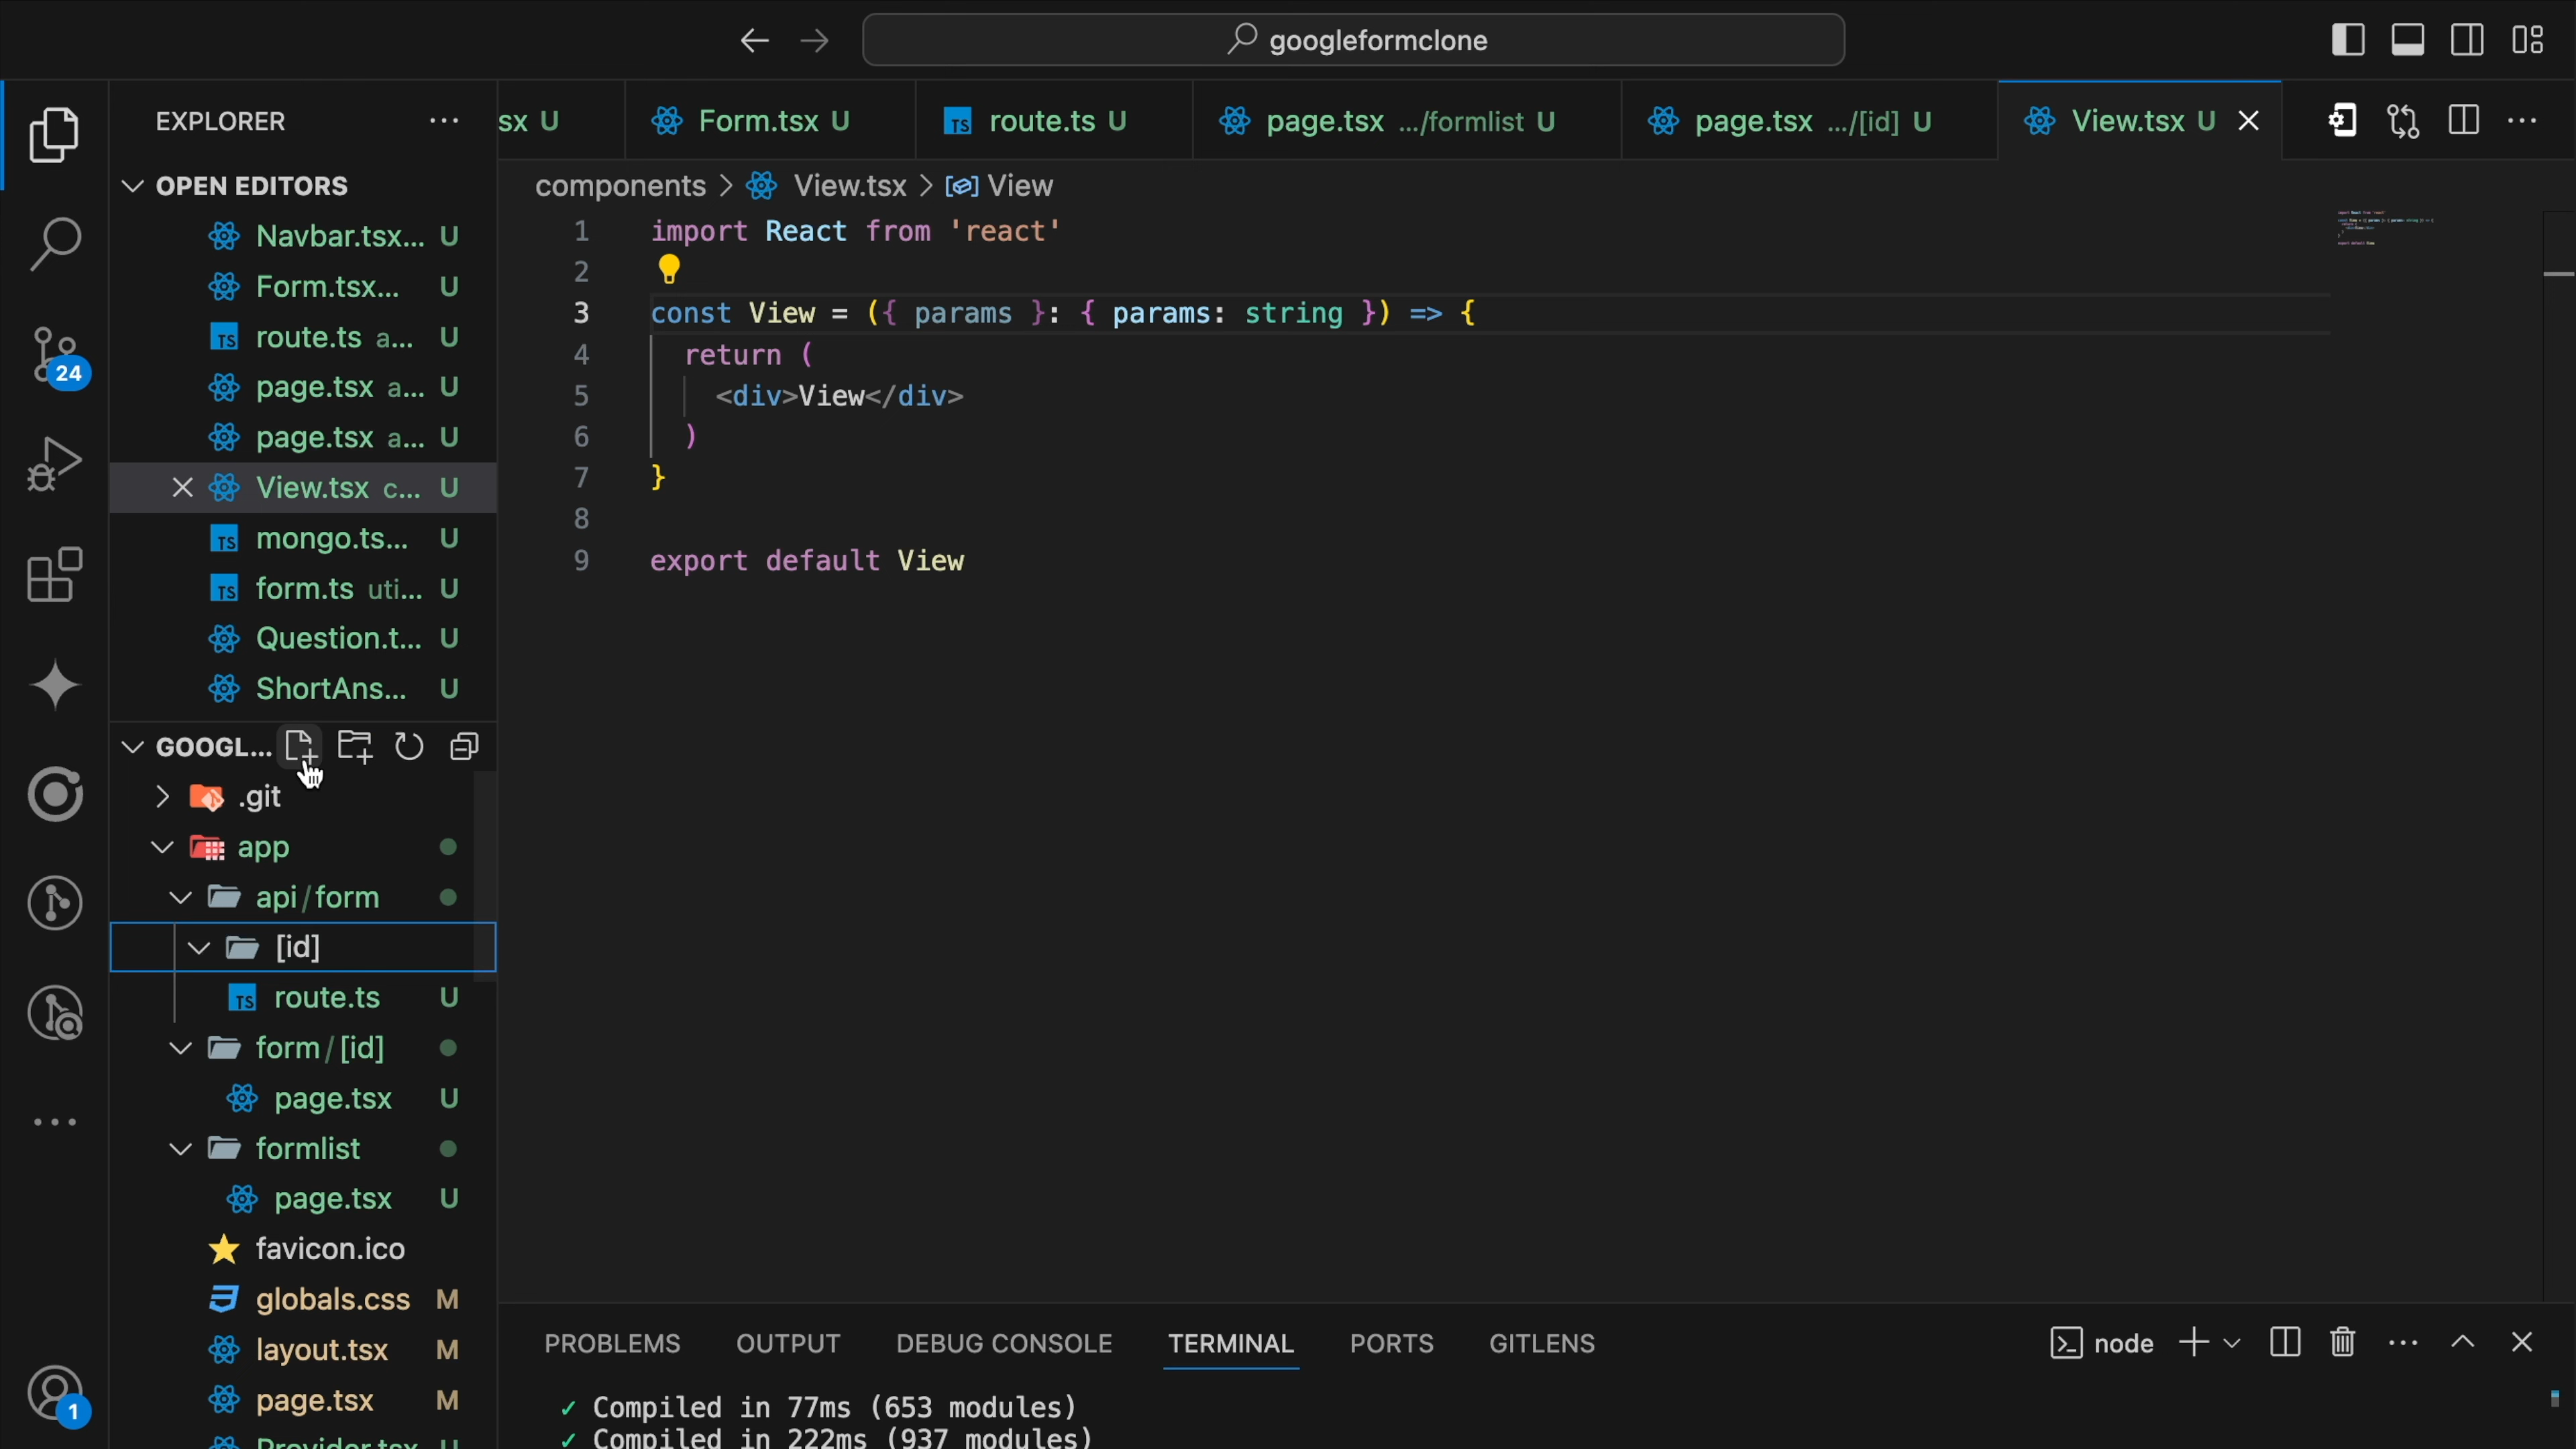 googleformclone
EXPLORER
sx U
Form.tsx U
route.ts U
page.tsx .../formlist U
page.tsx .../[id] U
View.tsx U
OPEN EDITORS
Navbar.tsx... U
Form.tsx... U
route.ts a... U
page.tsx a... U
page.tsx a... U
View.tsx c... U
mongo.ts... U
form.ts uti... U
Question.t... U
ShortAns... U
24
components > View.tsx > View
1 import React from 'react'
2
3 const View = ({ params }: { params: string }) => {
4 return (
5 <div>View</div>
6 )
7 }
8
9 export default View
GOOGL...
.git
app
api/form
[id]
route.ts U
form/[id]
page.tsx U
formlist
page.tsx U
favicon.ico
globals.css M
layout.tsx M
page.tsx M
Provider.tsx U
1
PROBLEMS
OUTPUT
DEBUG CONSOLE
TERMINAL
PORTS
GITLENS
node
✓ Compiled in 77ms (653 modules)
✓ Compiled in 222ms (937 modules)